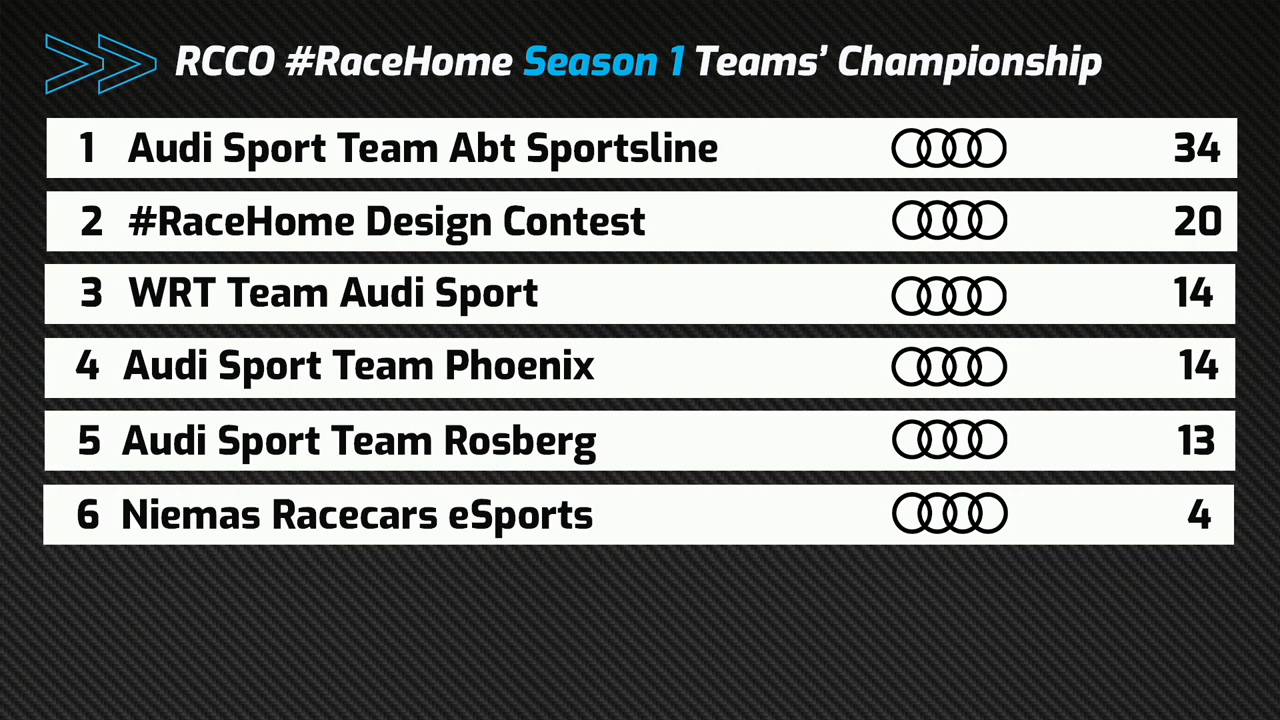 RCCO #RaceHome Season 1 Teams’ Championship
1 Audi Sport Team Abt Sportsline 34
2 #RaceHome Design Contest 20
3 WRT Team Audi Sport 14
4 Audi Sport Team Phoenix 14
5 Audi Sport Team Rosberg 13
6 Niemas Racecars eSports 4